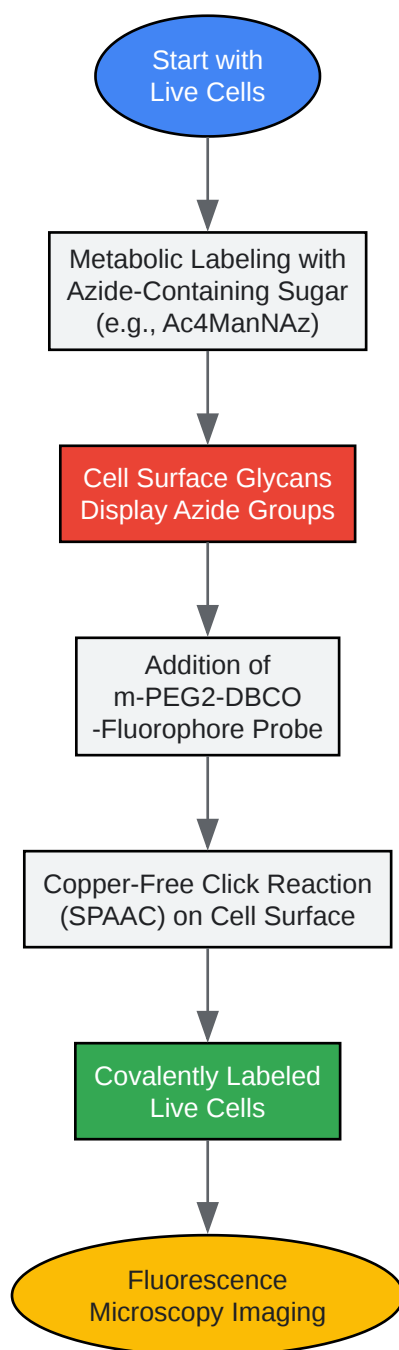 Start with
Live Cells
Metabolic Labeling with
Azide-Containing Sugar
(e.g., Ac4ManNAz)
Cell Surface Glycans
Display Azide Groups
Addition of
m-PEG2-DBCO
-Fluorophore Probe
Copper-Free Click Reaction
(SPAAC) on Cell Surface
Covalently Labeled
Live Cells
Fluorescence
Microscopy Imaging